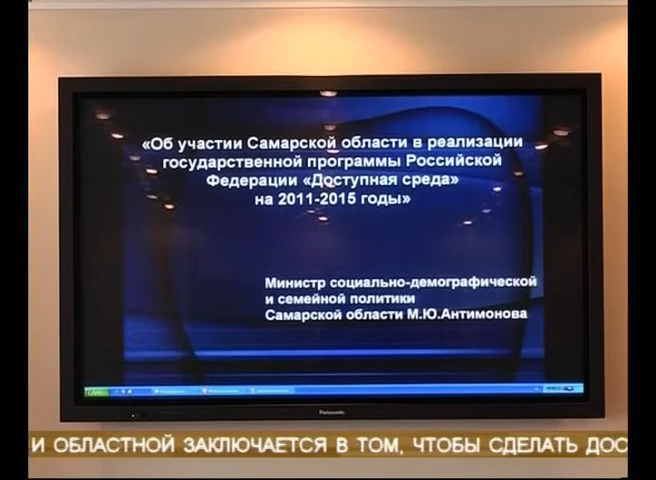 «Об участии Самарской области в реализации
государственной программы Российской
Федерации «Доступная среда»
на 2011-2015 годы»
Министр социально-демографической
и семейной политики
Самарской области М.Ю.Антимонова
Panasonic
И ОБЛАСТНОЙ ЗАКЛЮЧАЕТСЯ В ТОМ, ЧТОБЫ СДЕЛАТЬ ДОС